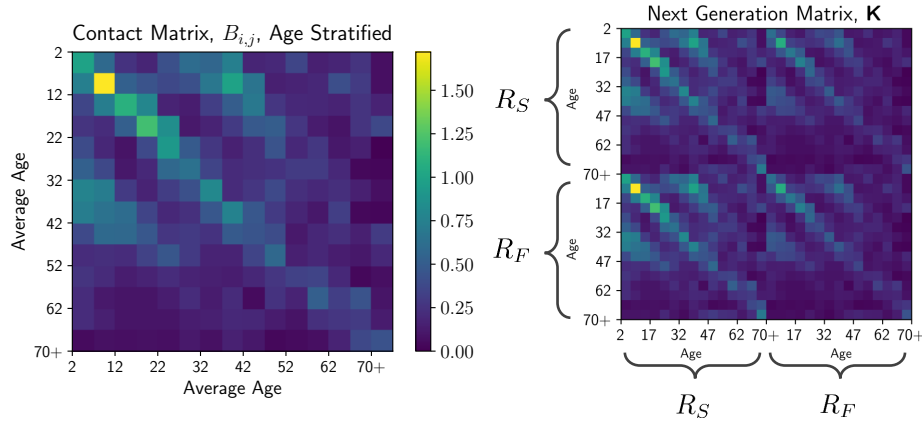 Contact Matrix, B_{i,j}, Age Stratified
2
12
22
32
42
52
62
70+
Average Age
2 12 22 32 42 52 62 70+
Average Age
1.50
1.25
1.00
0.75
0.50
0.25
0.00
Next Generation Matrix, K
R_S
R_F
Age
Age
2
17
32
47
62
70+
17
32
47
62
70+
2 17 32 47 62 70+ 17 32 47 62 70+
Age Age
R_S R_F